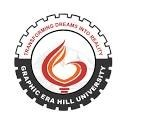 TRANSFORMING DREAMS INTO REALITY
GRAPHIC ERA HILL UNIVERSITY